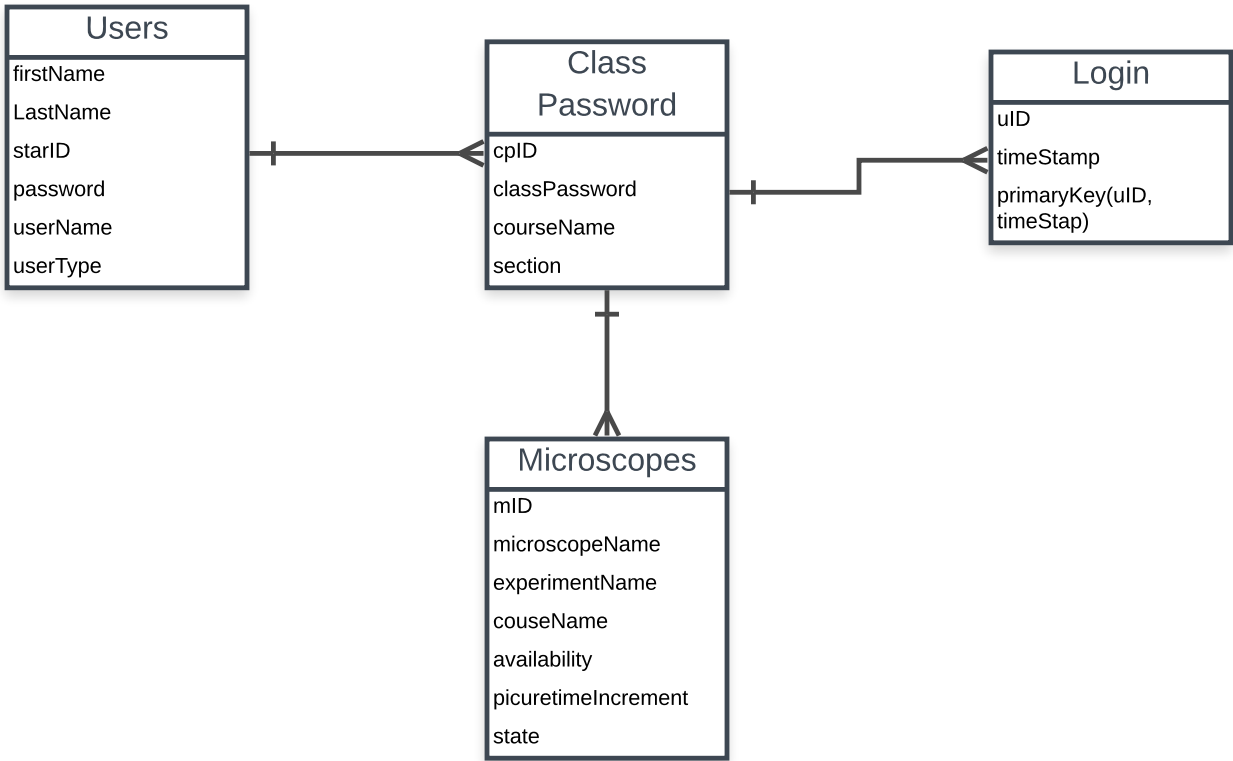 Users
firstName
LastName
starID
password
userName
userType
Class
Password
cpID
classPassword
courseName
section
Login
uID
timeStamp
primaryKey(uID,
timeStap)
Microscopes
mID
microscopeName
experimentName
couseName
availability
picuretimeIncrement
state